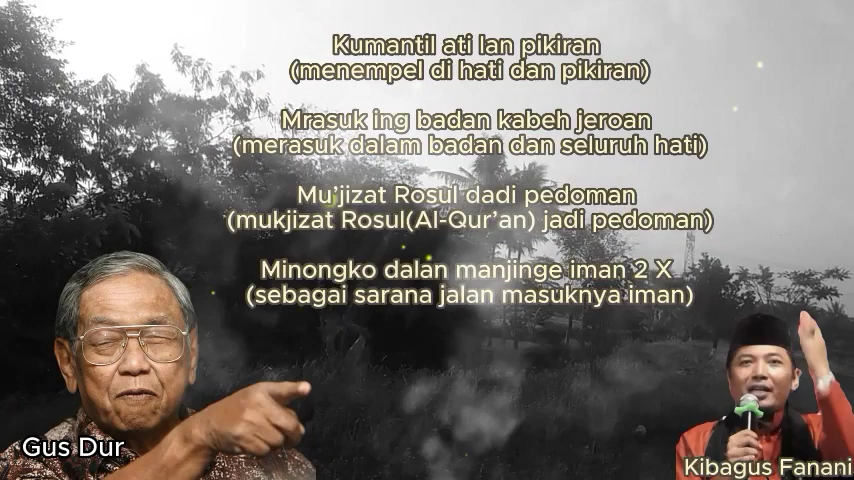 Kumantil ati lan pikiran
(menempel di hati dan pikiran)
Mrasuk ing badan kabeh jeroan
(merasuk dalam badan dan seluruh hati)
Mu'jizat Rosul dadi pedoman
(mukjizat Rosul(Al-Qur'an) jadi pedoman)
Minongko dalan manjinge iman 2 X
(sebagai sarana jalan masuknya iman)
Gus Dur
Kibagus Fanani